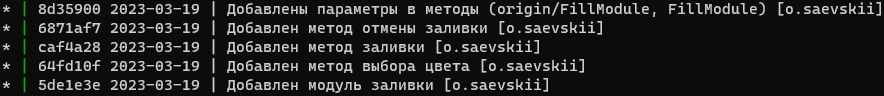 * | 8d35900 2023-03-19 | Добавлены параметры в методы (origin/FillModule, FillModule) [o.saevskii]
* | 6871af7 2023-03-19 | Добавлен метод отмены заливки [o.saevskii]
* | caf4a28 2023-03-19 | Добавлен метод заливки [o.saevskii]
* | 64fd10f 2023-03-19 | Добавлен метод выбора цвета [o.saevskii]
* | 5de1e3e 2023-03-19 | Добавлен модуль заливки [o.saevskii]